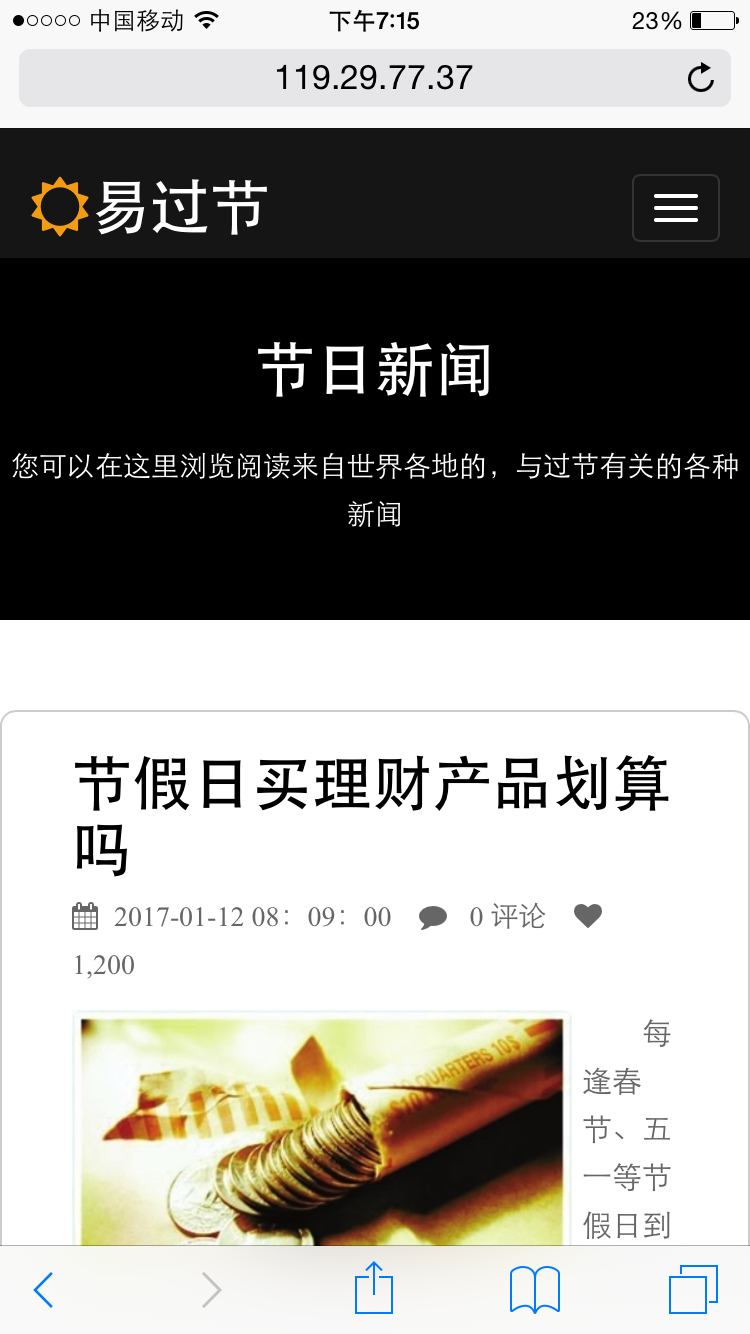 中国移动 下午7:15 23%
119.29.77.37
易过节
节日新闻
您可以在这里浏览阅读来自世界各地的，与过节有关的各种
新闻
节假日买理财产品划算
吗
2017-01-12 08：09：00 0 评论
1,200
每
逢春
节、五
一等节
假日到
QUARTERS 10$